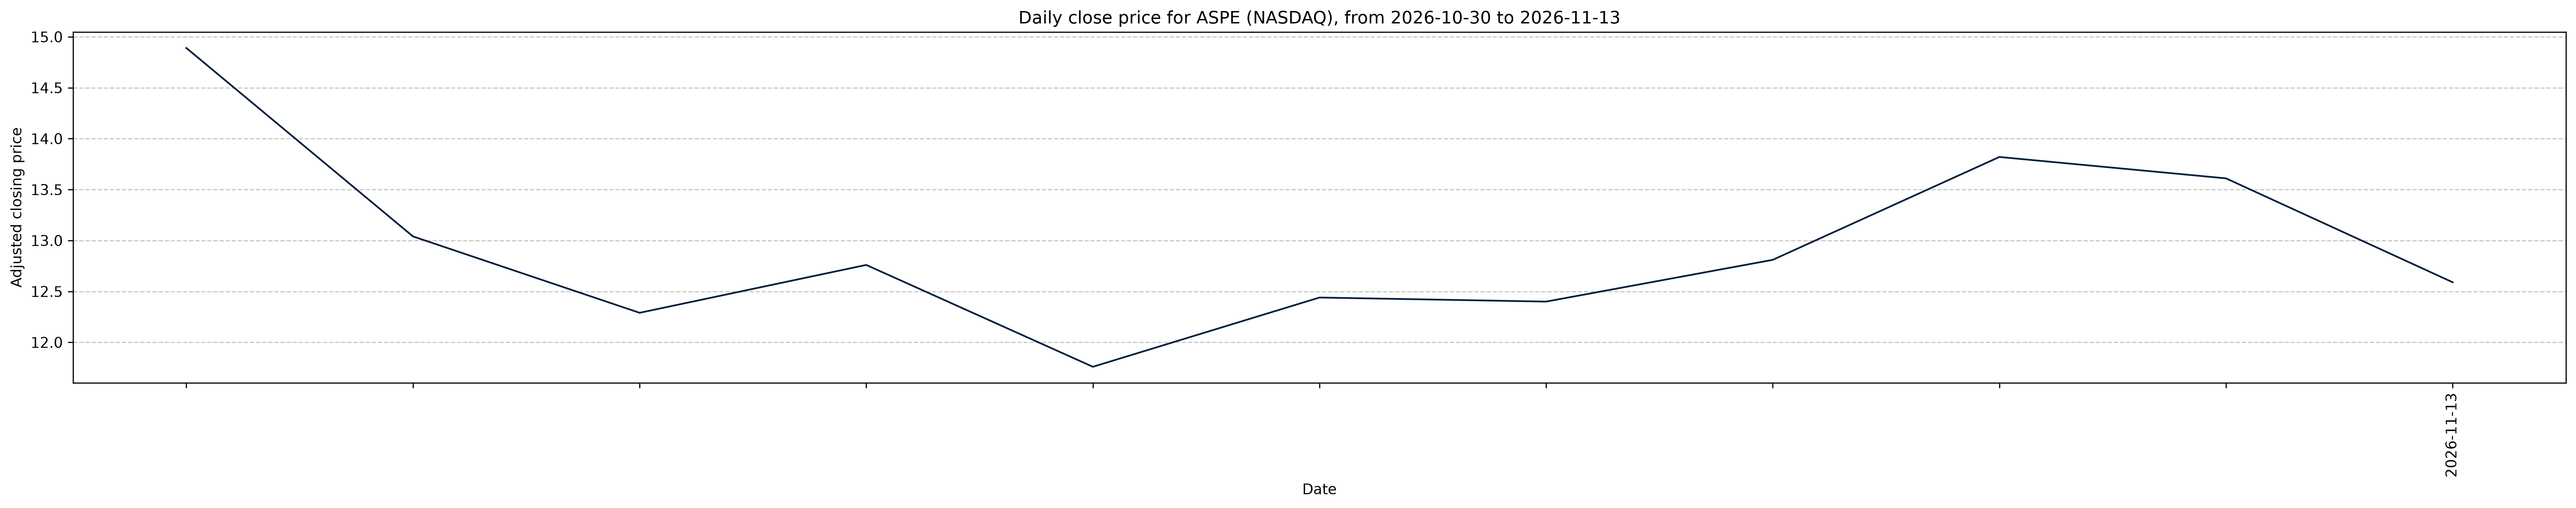 Daily close price for ASPE (NASDAQ), from 2026-10-30 to 2026-11-13
Adjusted closing price
15.0
14.5
14.0
13.5
13.0
12.5
12.0
2026-11-13
Date